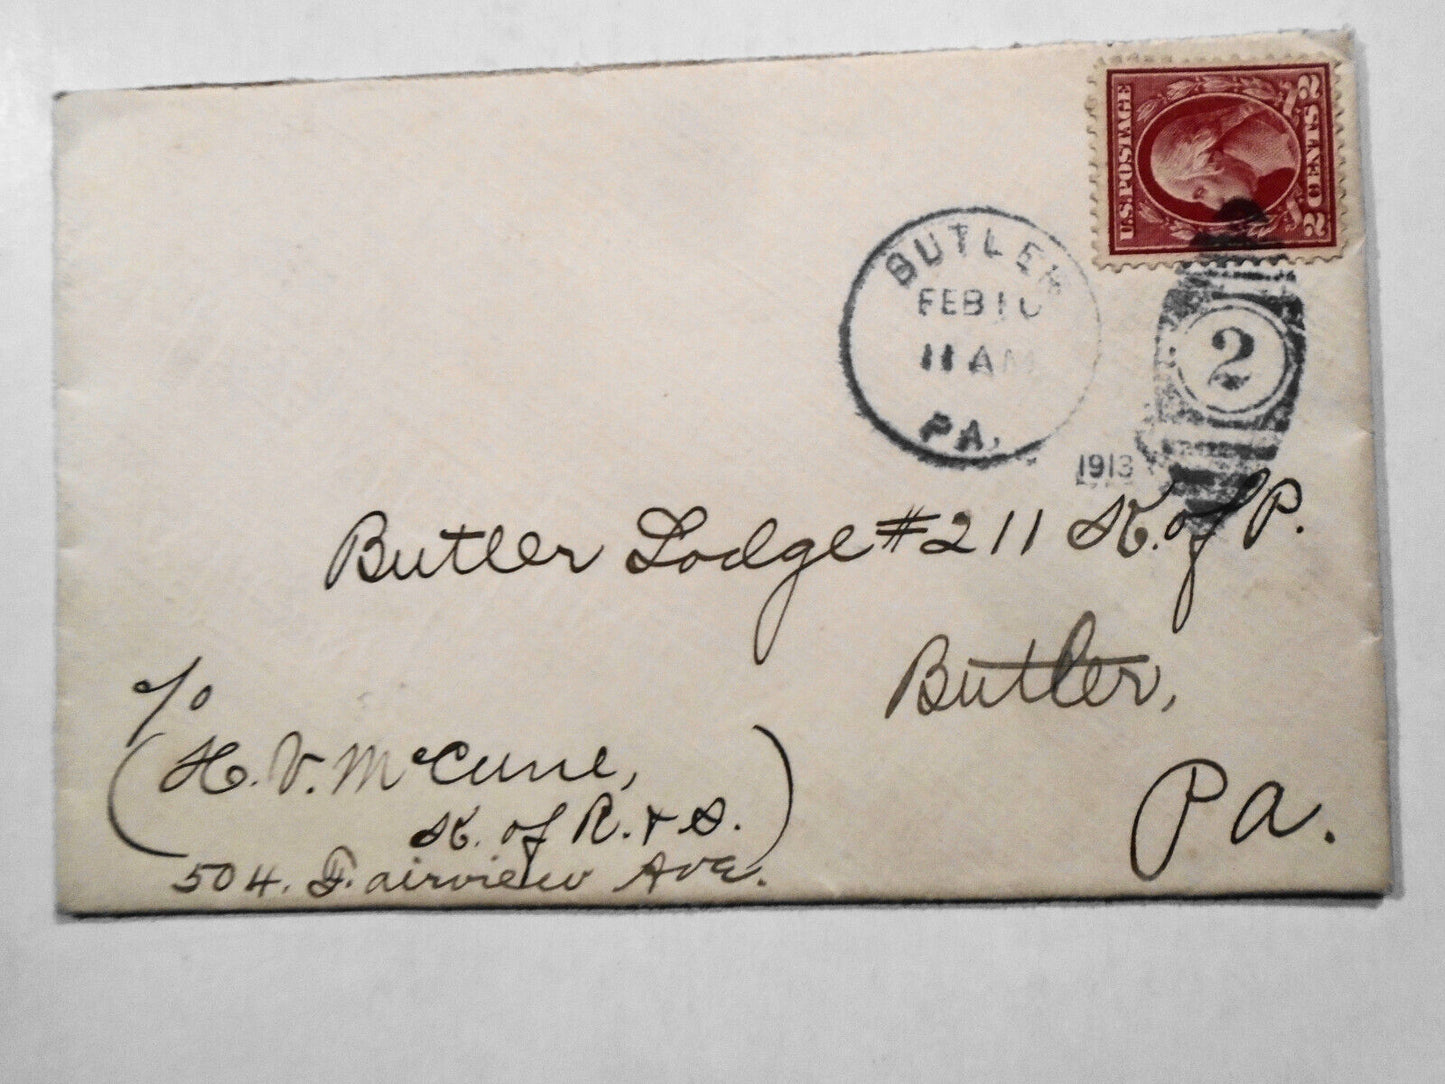 U.S. POSTAGE
2 CENTS 2
BUTLER
FEB 10
11 AM
PA.
1913
2
Butler Lodge #211 K. of P.
Butler,
Pa.
c/o
(H. V. McCune,
K. of R. & S.)
504. Fairview Ave.